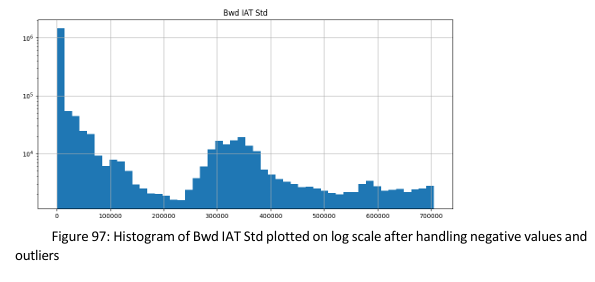 Bwd IAT Std
10⁶
10⁵
10⁴
0 100000 200000 300000 400000 500000 600000 700000
Figure 97: Histogram of Bwd IAT Std plotted on log scale after handling negative values and
outliers